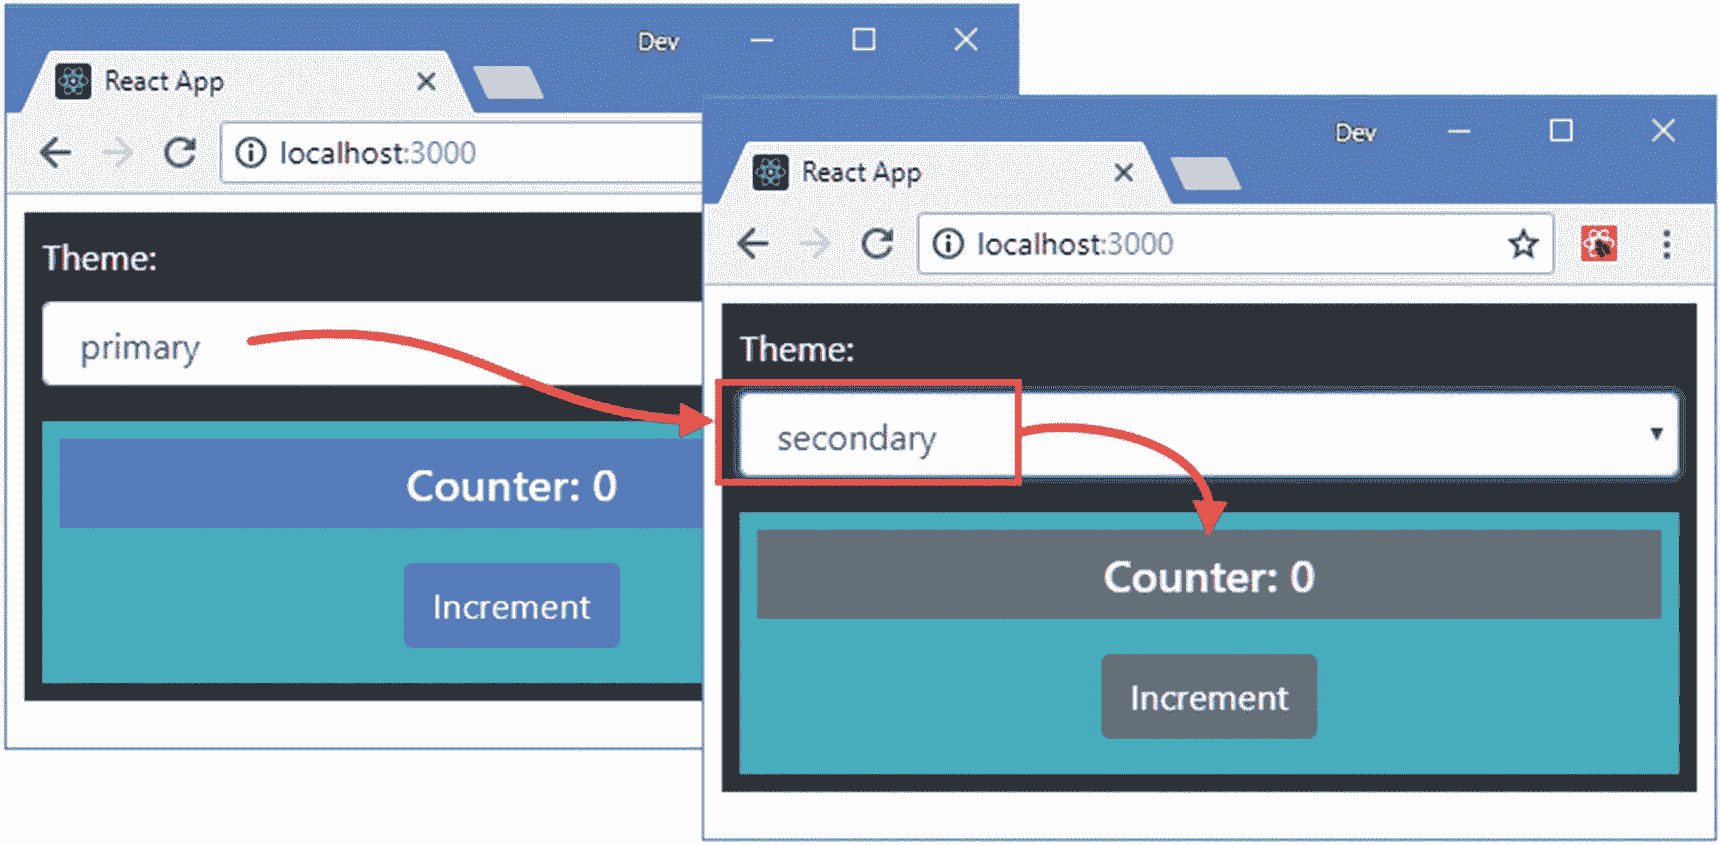 Dev
React App
localhost:3000
Theme:
primary
Counter: 0
Increment
Dev
React App
localhost:3000
Theme:
secondary
Counter: 0
Increment